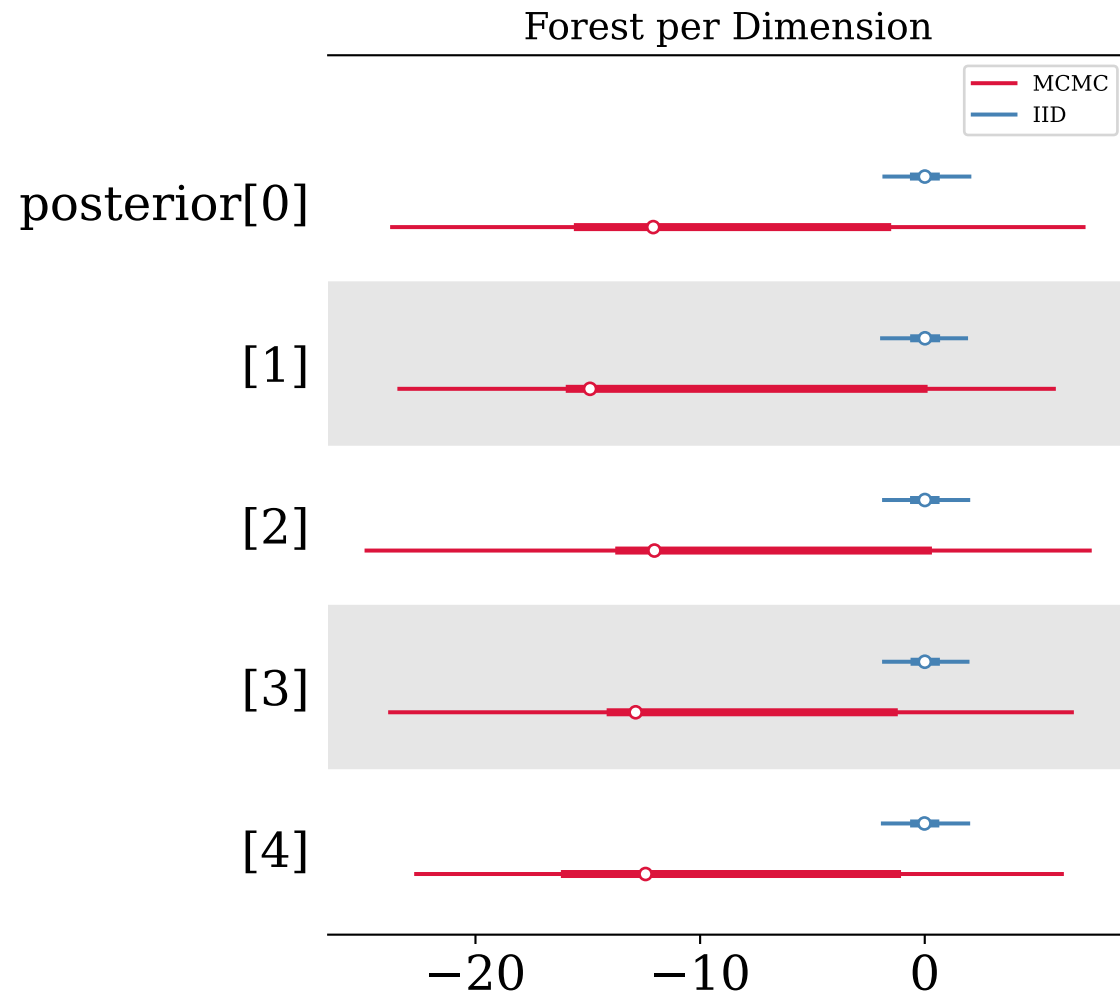 Forest per Dimension
MCMC
IID
posterior[0]
[1]
[2]
[3]
[4]
−20 −10 0